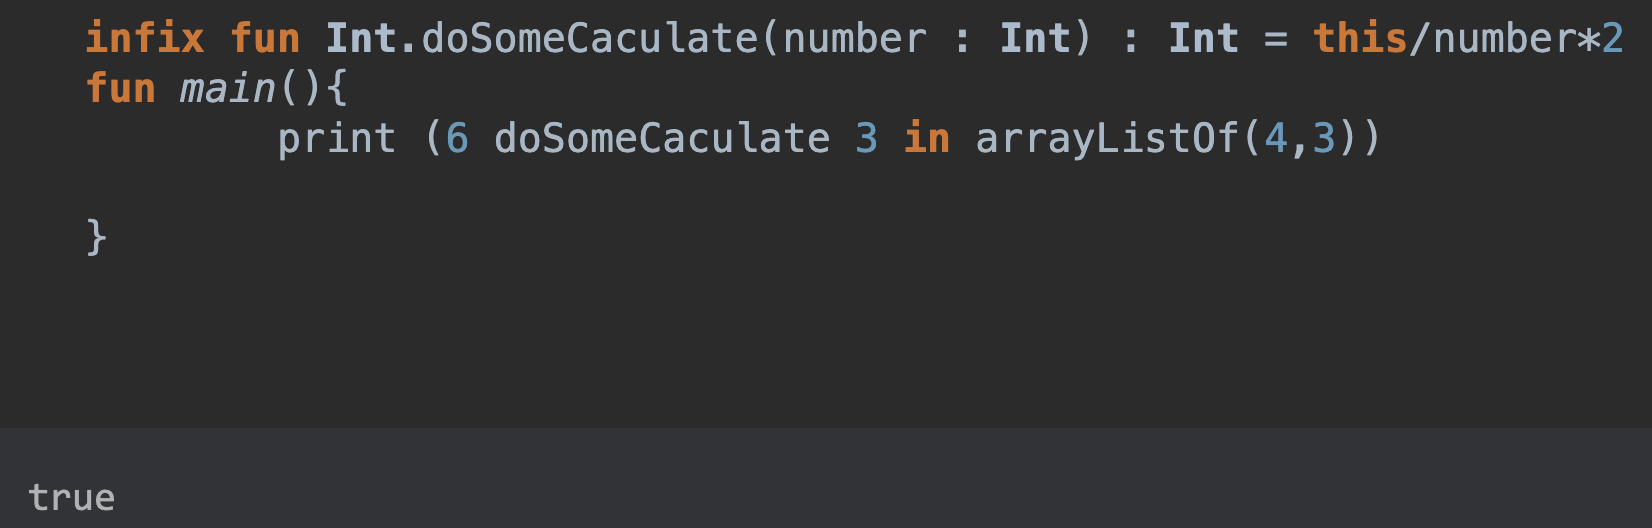 infix fun Int.doSomeCaculate(number : Int) : Int = this/number*2
fun main(){
print (6 doSomeCaculate 3 in arrayListOf(4,3))
}
true